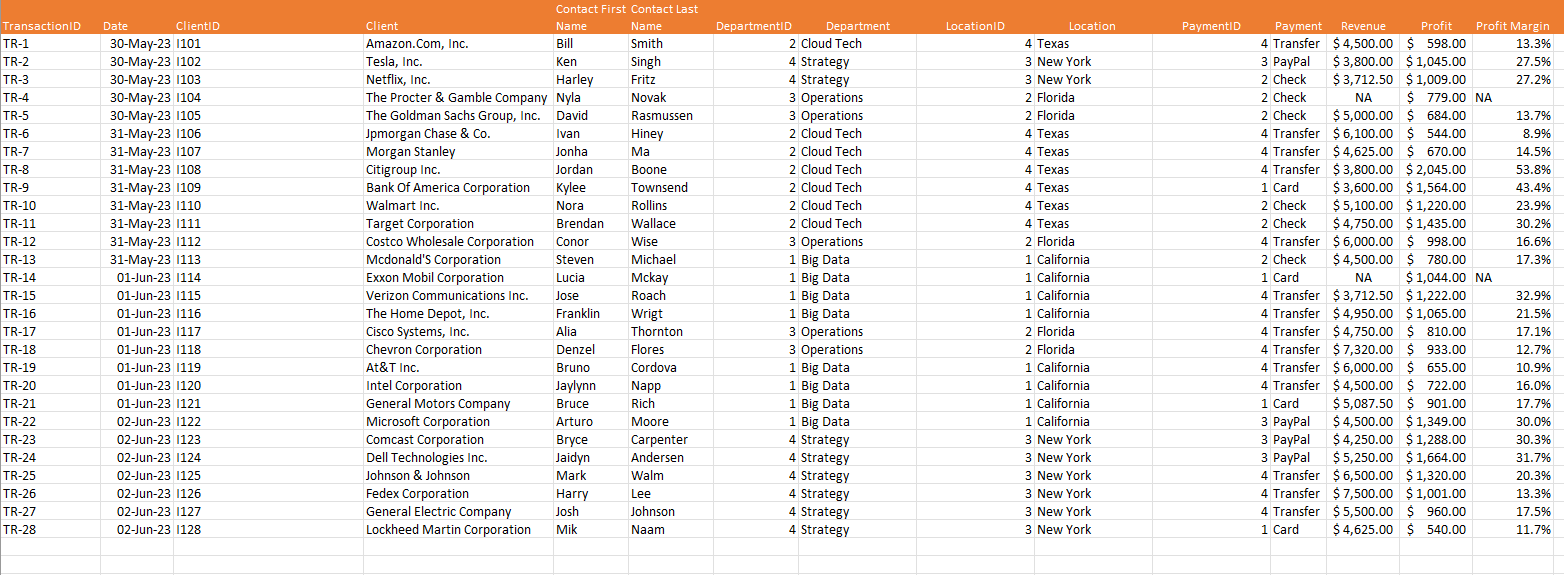 Contact First Contact Last
TransactionID Date ClientID Client Name Name DepartmentID Department LocationID Location PaymentID Payment Revenue Profit Profit Margin
TR-1 30-May-23 I101 Amazon.Com, Inc. Bill Smith 2 Cloud Tech 4 Texas 4 Transfer $ 4,500.00 $ 598.00 13.3%
TR-2 30-May-23 I102 Tesla, Inc. Ken Singh 4 Strategy 3 New York 3 PayPal $ 3,800.00 $ 1,045.00 27.5%
TR-3 30-May-23 I103 Netflix, Inc. Harley Fritz 4 Strategy 3 New York 2 Check $ 3,712.50 $ 1,009.00 27.2%
TR-4 30-May-23 I104 The Procter & Gamble Company Nyla Novak 3 Operations 2 Florida 2 Check NA $ 779.00 NA
TR-5 30-May-23 I105 The Goldman Sachs Group, Inc. David Rasmussen 3 Operations 2 Florida 2 Check $ 5,000.00 $ 684.00 13.7%
TR-6 31-May-23 I106 Jpmorgan Chase & Co. Ivan Hiney 2 Cloud Tech 4 Texas 4 Transfer $ 6,100.00 $ 544.00 8.9%
TR-7 31-May-23 I107 Morgan Stanley Jonha Ma 2 Cloud Tech 4 Texas 4 Transfer $ 4,625.00 $ 670.00 14.5%
TR-8 31-May-23 I108 Citigroup Inc. Jordan Boone 2 Cloud Tech 4 Texas 4 Transfer $ 3,800.00 $ 2,045.00 53.8%
TR-9 31-May-23 I109 Bank Of America Corporation Kylee Townsend 2 Cloud Tech 4 Texas 1 Card $ 3,600.00 $ 1,564.00 43.4%
TR-10 31-May-23 I110 Walmart Inc. Nora Rollins 2 Cloud Tech 4 Texas 2 Check $ 5,100.00 $ 1,220.00 23.9%
TR-11 31-May-23 I111 Target Corporation Brendan Wallace 2 Cloud Tech 4 Texas 2 Check $ 4,750.00 $ 1,435.00 30.2%
TR-12 31-May-23 I112 Costco Wholesale Corporation Conor Wise 3 Operations 2 Florida 4 Transfer $ 6,000.00 $ 998.00 16.6%
TR-13 31-May-23 I113 Mcdonald'S Corporation Steven Michael 1 Big Data 1 California 2 Check $ 4,500.00 $ 780.00 17.3%
TR-14 01-Jun-23 I114 Exxon Mobil Corporation Lucia Mckay 1 Big Data 1 California 1 Card NA $ 1,044.00 NA
TR-15 01-Jun-23 I115 Verizon Communications Inc. Jose Roach 1 Big Data 1 California 4 Transfer $ 3,712.50 $ 1,222.00 32.9%
TR-16 01-Jun-23 I116 The Home Depot, Inc. Franklin Wrigt 1 Big Data 1 California 4 Transfer $ 4,950.00 $ 1,065.00 21.5%
TR-17 01-Jun-23 I117 Cisco Systems, Inc. Alia Thornton 3 Operations 2 Florida 4 Transfer $ 4,750.00 $ 810.00 17.1%
TR-18 01-Jun-23 I118 Chevron Corporation Denzel Flores 3 Operations 2 Florida 4 Transfer $ 7,320.00 $ 933.00 12.7%
TR-19 01-Jun-23 I119 At&T Inc. Bruno Cordova 1 Big Data 1 California 4 Transfer $ 6,000.00 $ 655.00 10.9%
TR-20 01-Jun-23 I120 Intel Corporation Jaylynn Napp 1 Big Data 1 California 4 Transfer $ 4,500.00 $ 722.00 16.0%
TR-21 01-Jun-23 I121 General Motors Company Bruce Rich 1 Big Data 1 California 1 Card $ 5,087.50 $ 901.00 17.7%
TR-22 02-Jun-23 I122 Microsoft Corporation Arturo Moore 1 Big Data 1 California 3 PayPal $ 4,500.00 $ 1,349.00 30.0%
TR-23 02-Jun-23 I123 Comcast Corporation Bryce Carpenter 4 Strategy 3 New York 3 PayPal $ 4,250.00 $ 1,288.00 30.3%
TR-24 02-Jun-23 I124 Dell Technologies Inc. Jaidyn Andersen 4 Strategy 3 New York 3 PayPal $ 5,250.00 $ 1,664.00 31.7%
TR-25 02-Jun-23 I125 Johnson & Johnson Mark Walm 4 Strategy 3 New York 4 Transfer $ 6,500.00 $ 1,320.00 20.3%
TR-26 02-Jun-23 I126 Fedex Corporation Harry Lee 4 Strategy 3 New York 4 Transfer $ 7,500.00 $ 1,001.00 13.3%
TR-27 02-Jun-23 I127 General Electric Company Josh Johnson 4 Strategy 3 New York 4 Transfer $ 5,500.00 $ 960.00 17.5%
TR-28 02-Jun-23 I128 Lockheed Martin Corporation Mik Naam 4 Strategy 3 New York 1 Card $ 4,625.00 $ 540.00 11.7%